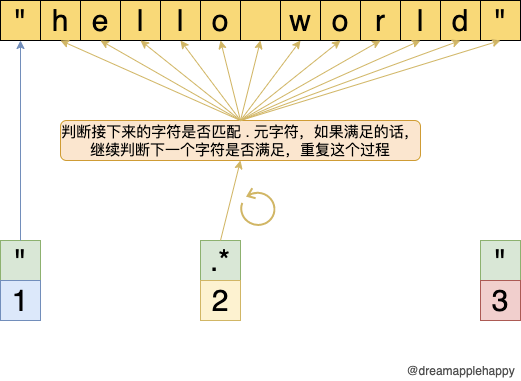 " h e l l o w o r l d "
判断接下来的字符是否匹配 . 元字符，如果满足的话，
继续判断下一个字符是否满足，重复这个过程
" .* "
1 2 3
@dreamapplehappy